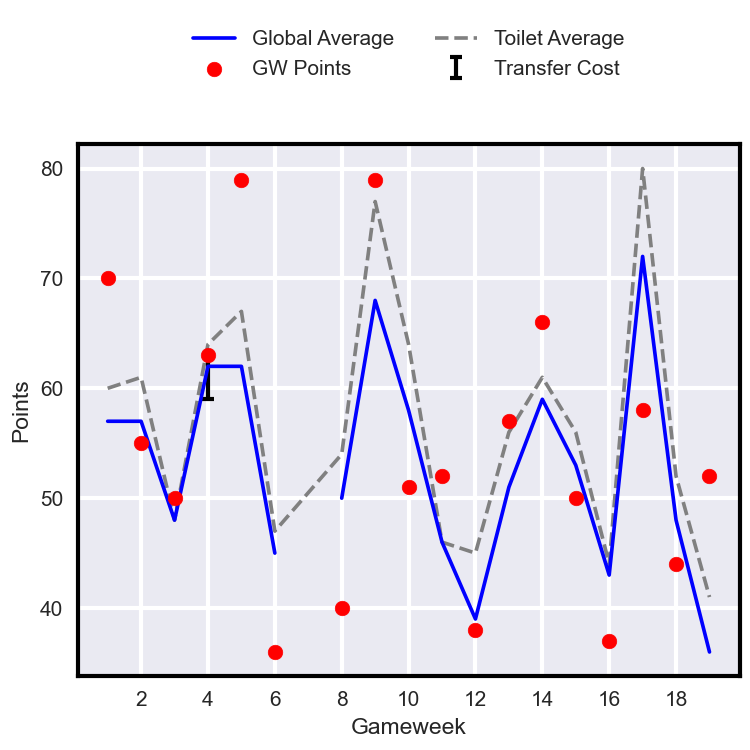 Global Average
Toilet Average
GW Points
Transfer Cost
80
70
60
50
40
Points
2 4 6 8 10 12 14 16 18
Gameweek